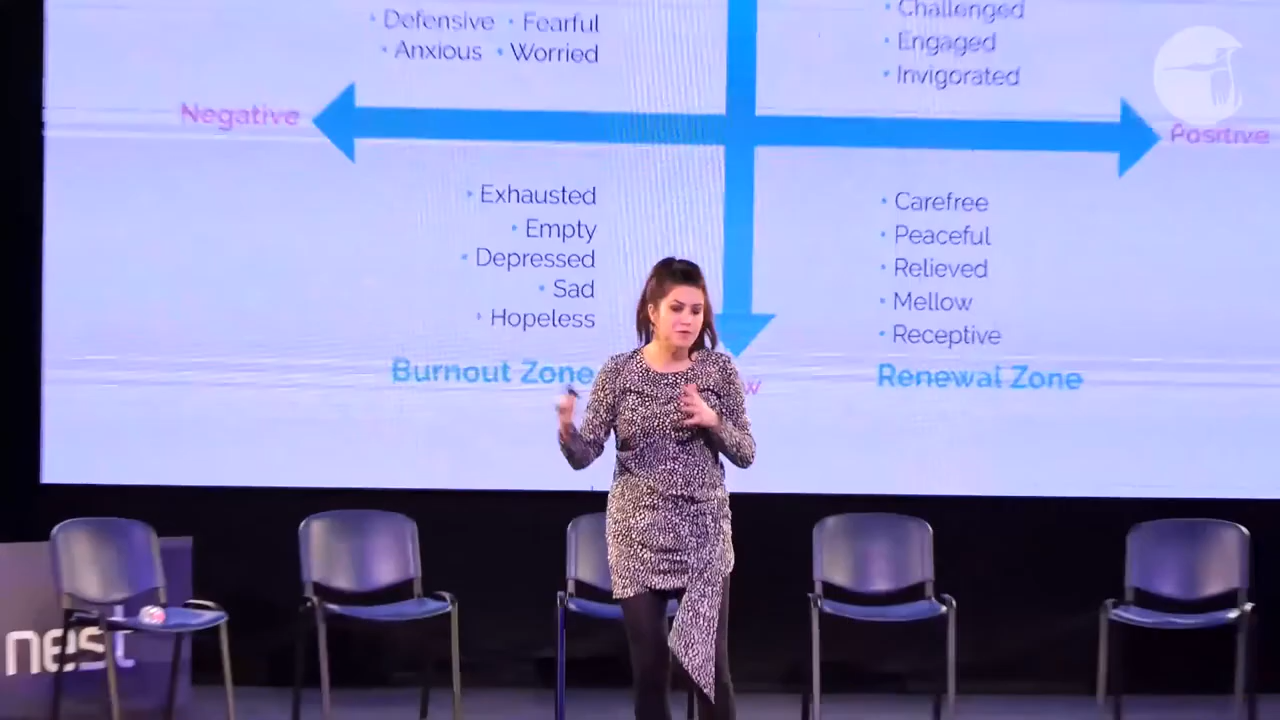 • Defensive • Fearful
• Anxious • Worried
• Challenged
• Engaged
• Invigorated
Negative
Positive
• Exhausted
• Empty
• Depressed
• Sad
• Hopeless
Burnout Zone
• Carefree
• Peaceful
• Relieved
• Mellow
• Receptive
Renewal Zone
nest